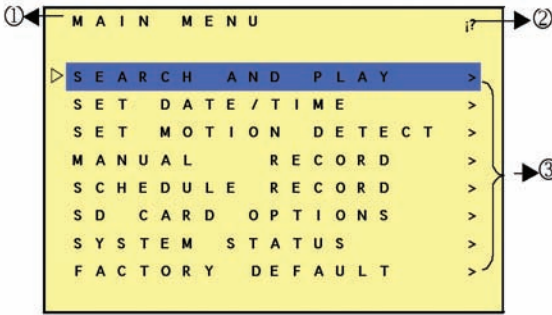 ① MAIN MENU ¡? ②
▷ SEARCH AND PLAY >
SET DATE/TIME >
SET MOTION DETECT >
MANUAL RECORD >
SCHEDULE RECORD > ③
SD CARD OPTIONS >
SYSTEM STATUS >
FACTORY DEFAULT >